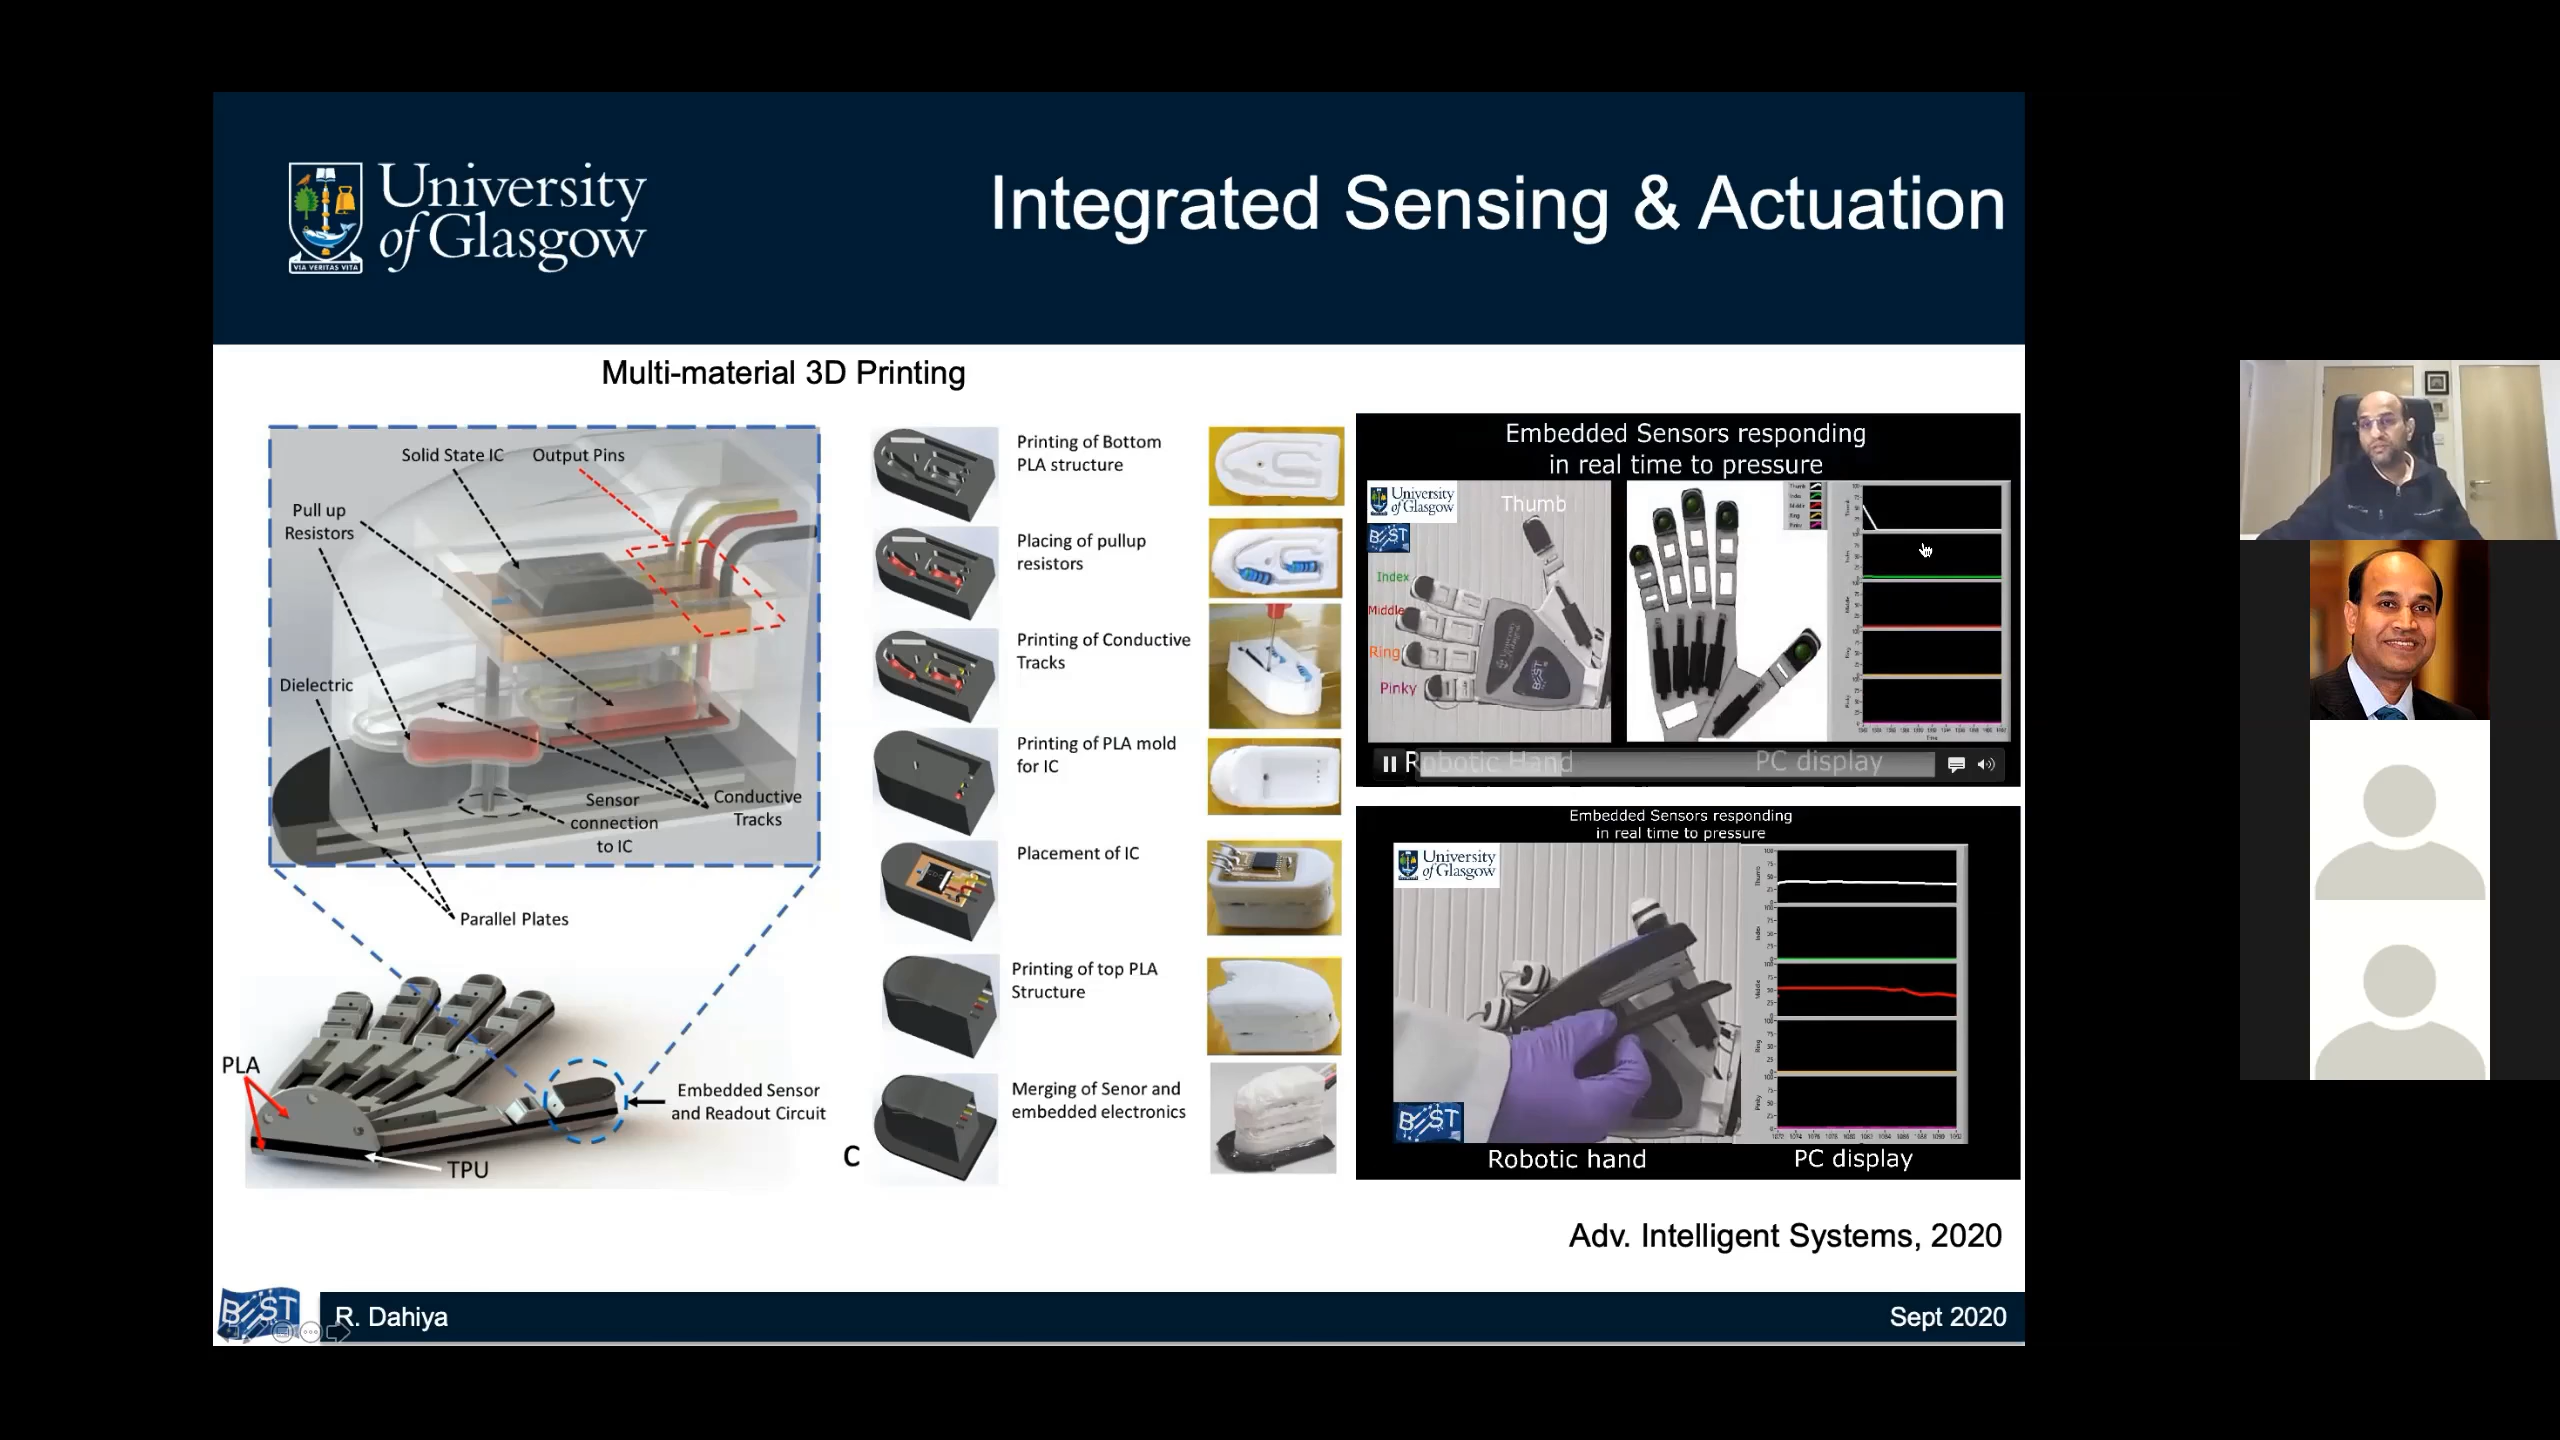 University
of Glasgow
VIA VERITAS VITA
Integrated Sensing & Actuation
Multi-material 3D Printing
Solid State IC
Output Pins
Pull up
Resistors
Dielectric
Sensor
connection
to IC
Conductive
Tracks
Parallel Plates
PLA
TPU
Embedded Sensor
and Readout Circuit
C
Printing of Bottom
PLA structure
Placing of pullup
resistors
Printing of Conductive
Tracks
Printing of PLA mold
for IC
Placement of IC
Printing of top PLA
Structure
Merging of Senor and
embedded electronics
Embedded Sensors responding
in real time to pressure
University
of Glasgow
BEST
Thumb
Index
Middle
Ring
Pinky
Robotic Hand
PC display
Embedded Sensors responding
in real time to pressure
University
of Glasgow
BEST
Robotic hand
PC display
Adv. Intelligent Systems, 2020
BEST
R. Dahiya
Sept 2020